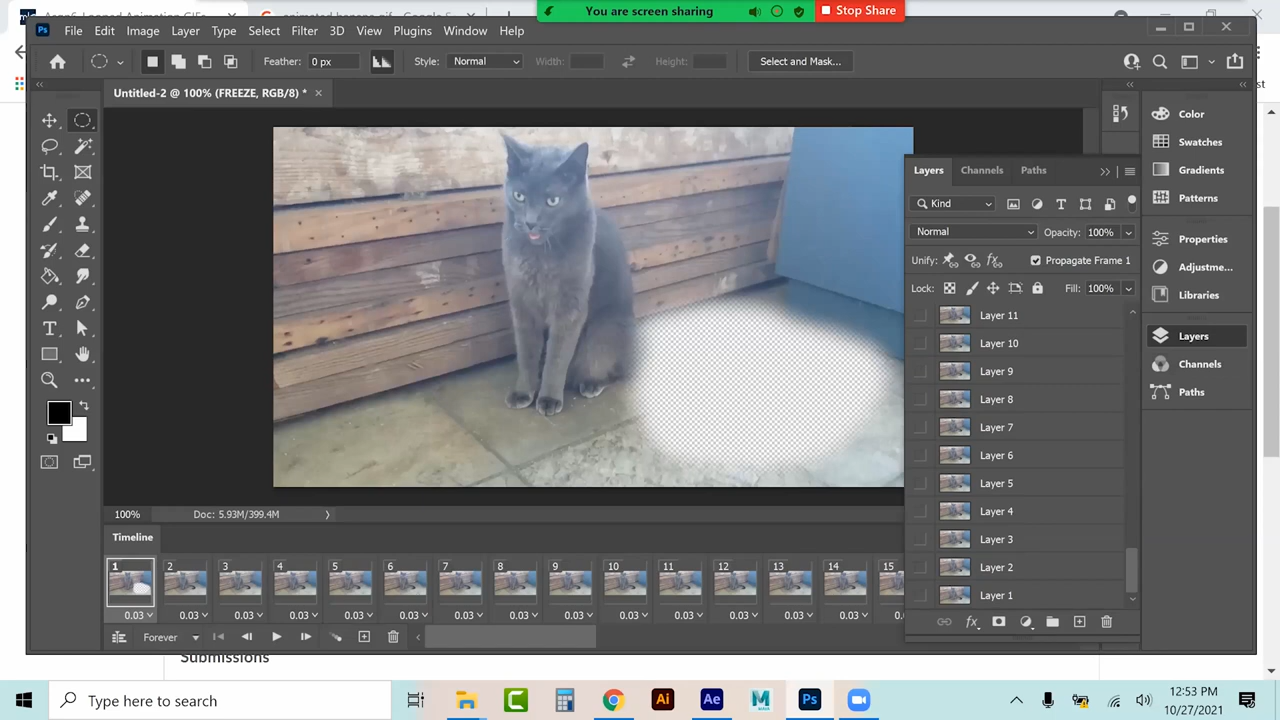 You are screen sharing
Stop Share
Ps
File Edit Image Layer Type Select Filter 3D View Plugins Window Help
Feather: 0 px Style: Normal Width: Height: Select and Mask...
Untitled-2 @ 100% (FREEZE, RGB/8) *
Color
Swatches
Gradients
Patterns
Properties
Adjustme...
Libraries
Layers
Channels
Paths
Layers Channels Paths
Kind
Normal Opacity: 100%
Unify: Propagate Frame 1
Lock: Fill: 100%
Layer 11
Layer 10
Layer 9
Layer 8
Layer 7
Layer 6
Layer 5
Layer 4
Layer 3
Layer 2
Layer 1
fx
100% Doc: 5.93M/399.4M
Timeline
1 2 3 4 5 6 7 8 9 10 11 12 13 14 15
0.03 0.03 0.03 0.03 0.03 0.03 0.03 0.03 0.03 0.03 0.03 0.03 0.03 0.03 0.03
Forever
Submissions
Type here to search
Ai Ae Ps
12:53 PM
10/27/2021